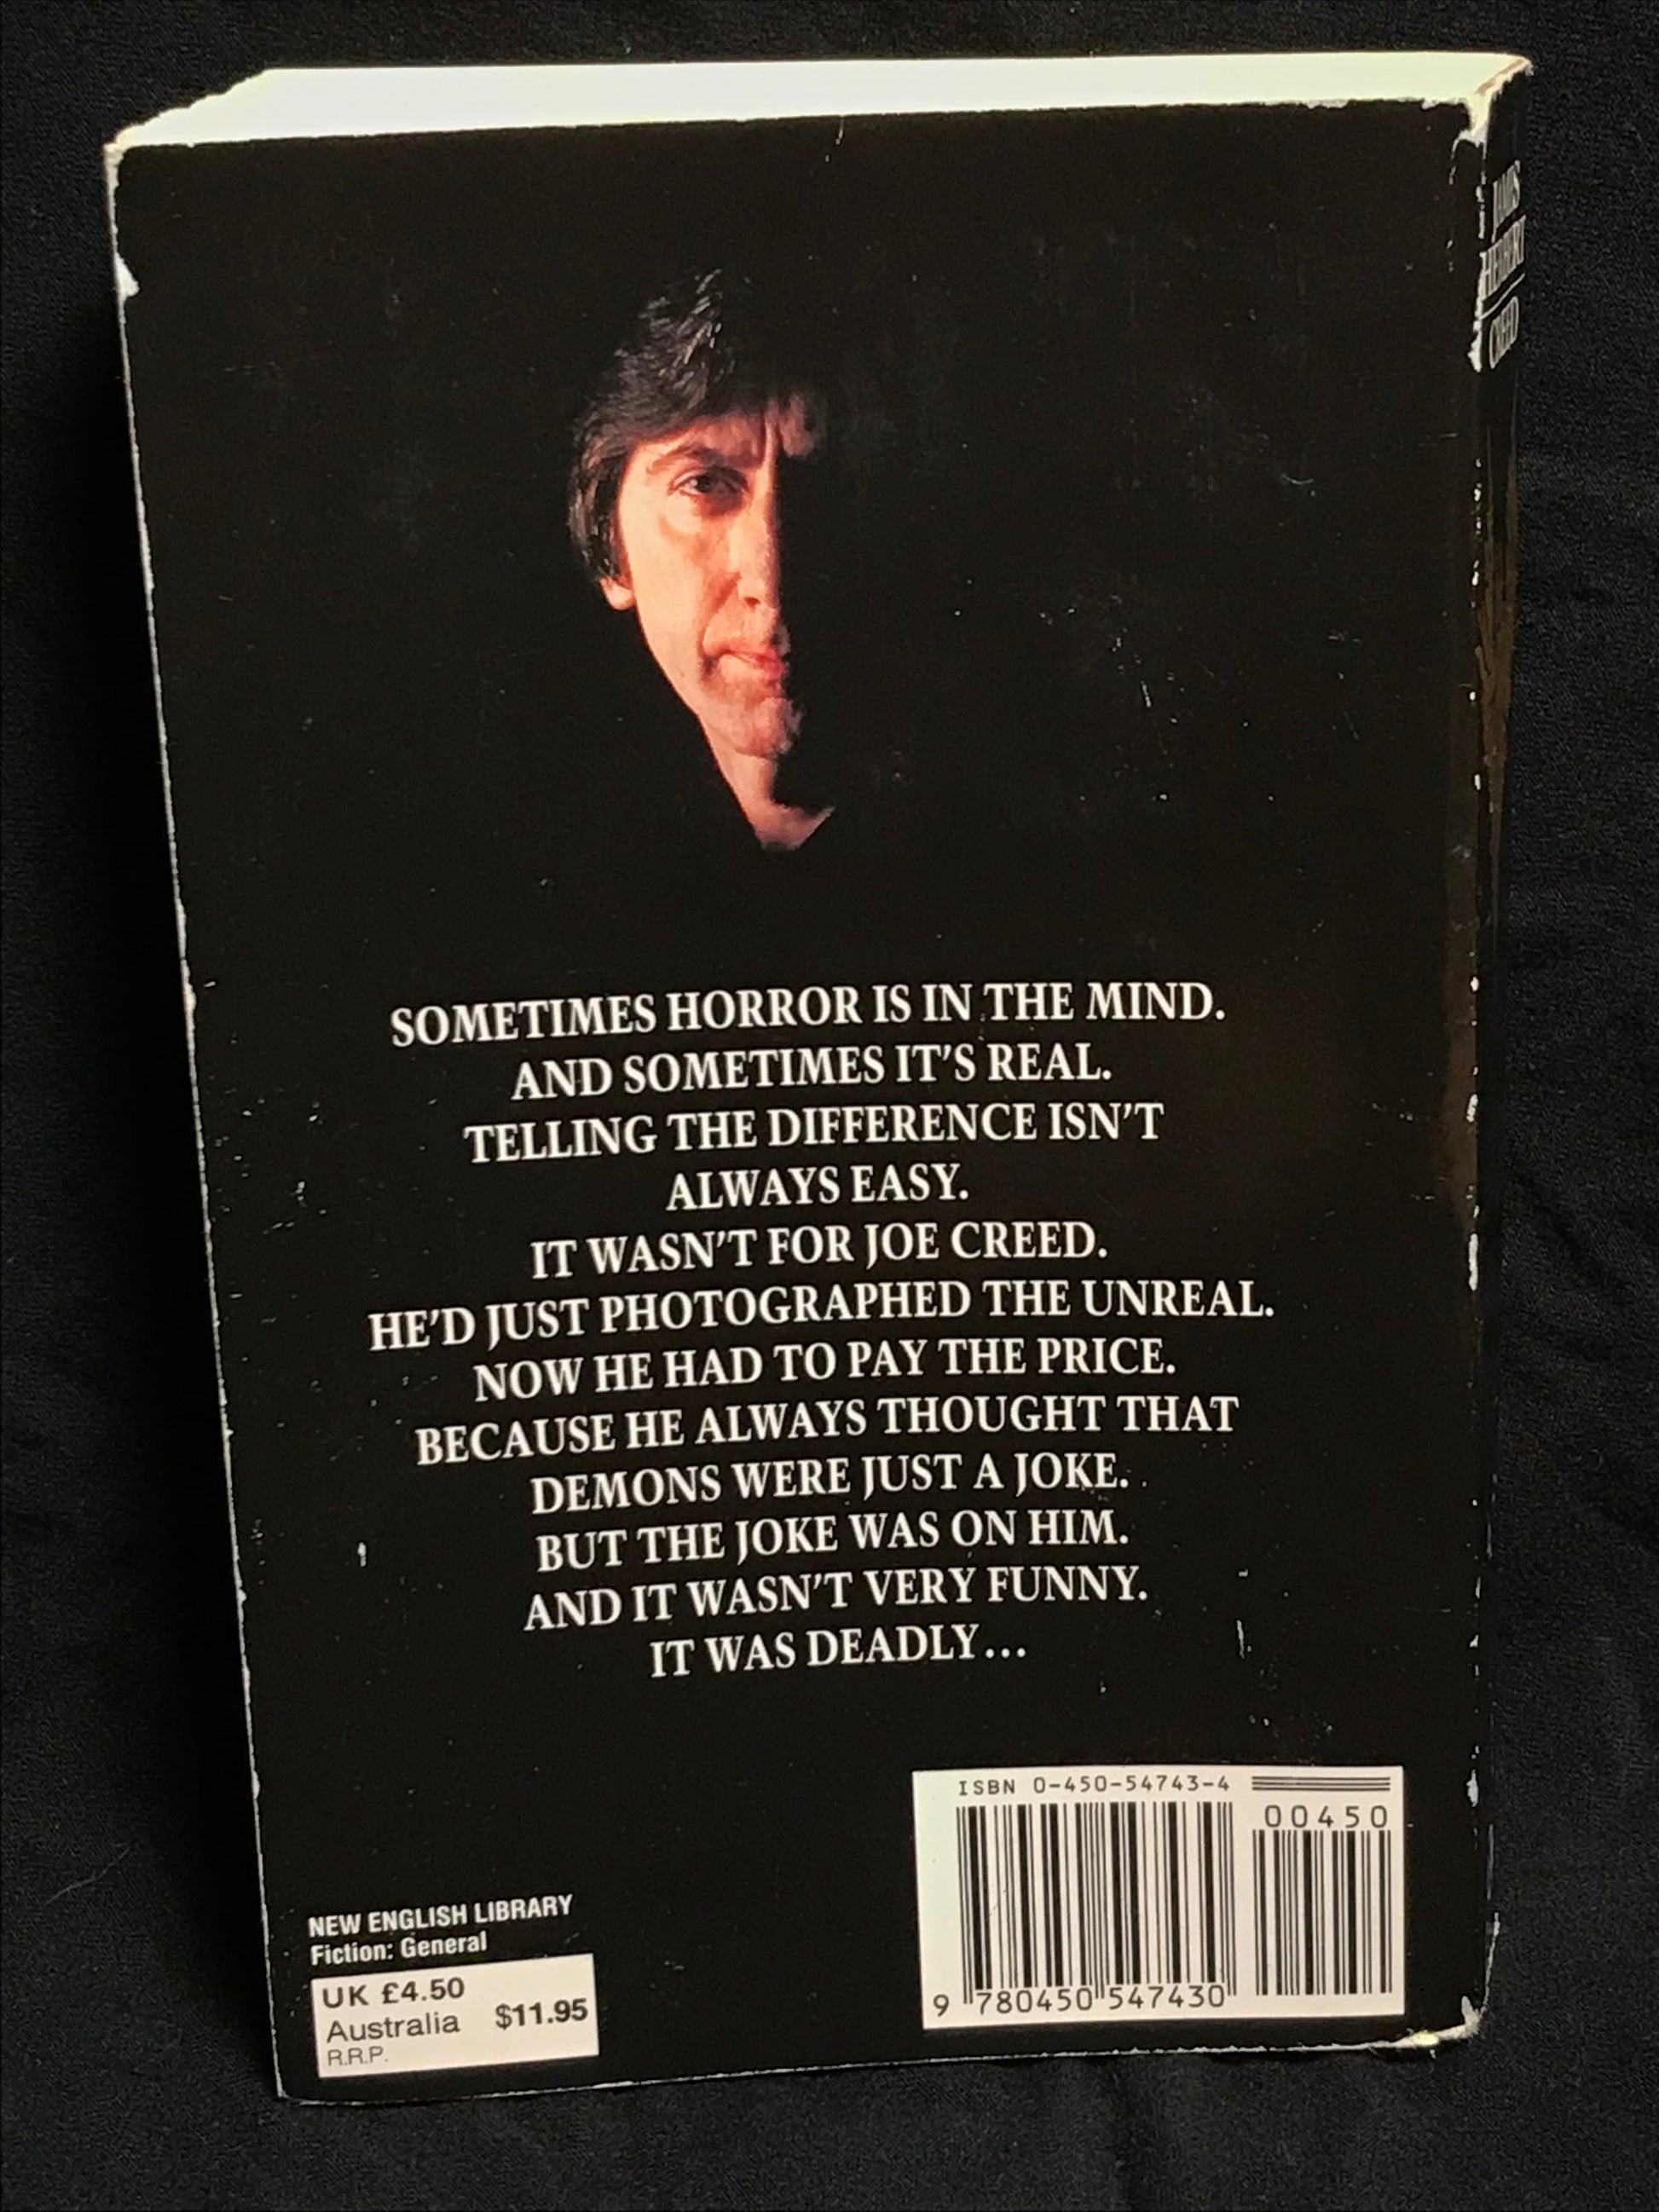 JAMES
HERBERT
CREED
SOMETIMES HORROR IS IN THE MIND.
AND SOMETIMES IT'S REAL.
TELLING THE DIFFERENCE ISN'T
ALWAYS EASY.
IT WASN'T FOR JOE CREED.
HE'D JUST PHOTOGRAPHED THE UNREAL.
NOW HE HAD TO PAY THE PRICE.
BECAUSE HE ALWAYS THOUGHT THAT
DEMONS WERE JUST A JOKE.
BUT THE JOKE WAS ON HIM.
AND IT WASN'T VERY FUNNY.
IT WAS DEADLY...
ISBN 0-450-54743-4
00450
9 780450 547430
NEW ENGLISH LIBRARY
Fiction: General
UK £4.50
Australia $11.95
R.R.P.